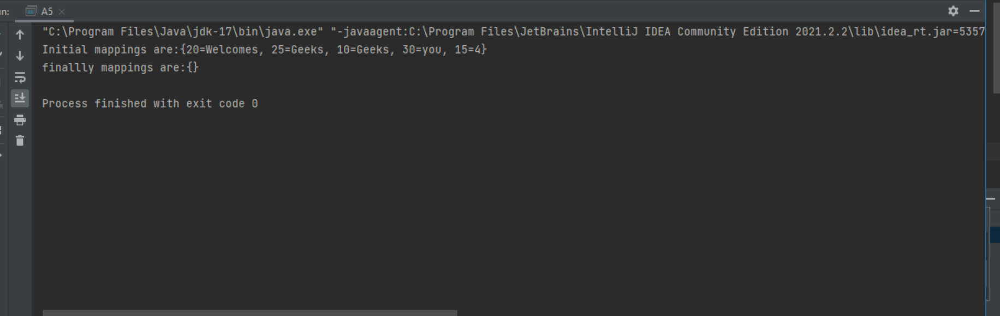 A5
"C:\Program Files\Java\jdk-17\bin\java.exe" "-javaagent:C:\Program Files\JetBrains\IntelliJ IDEA Community Edition 2021.2.2\lib\idea_rt.jar=5357
Initial mappings are:{20=Welcomes, 25=Geeks, 10=Geeks, 30=you, 15=4}
finallly mappings are:{}
Process finished with exit code 0